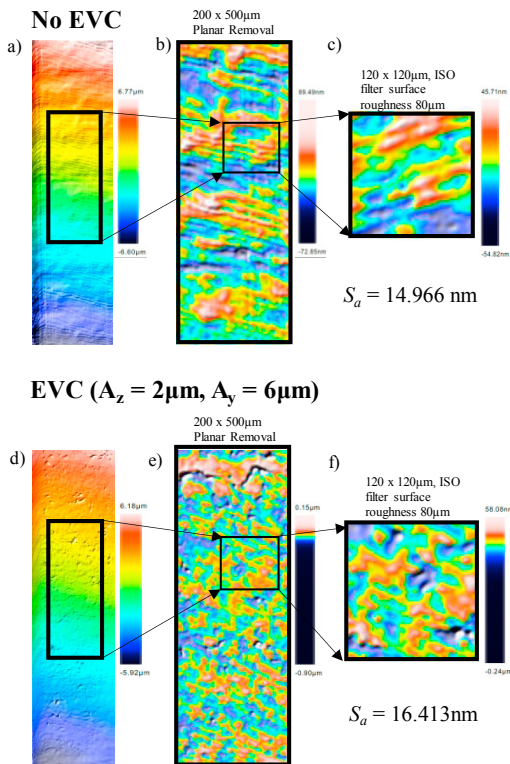 No EVC
a)
b)
200 x 500µm
Planar Removal
c)
120 x 120µm, ISO
filter surface
roughness 80µm
6.77µm
-6.60µm
69.49nm
-72.85nm
45.71nm
-54.82nm
Sa = 14.966 nm
EVC (Az = 2µm, Ay = 6µm)
d)
e)
200 x 500µm
Planar Removal
f)
120 x 120µm, ISO
filter surface
roughness 80µm
6.18µm
-5.92µm
0.15µm
-0.90µm
58.08nm
-0.24µm
Sa = 16.413nm